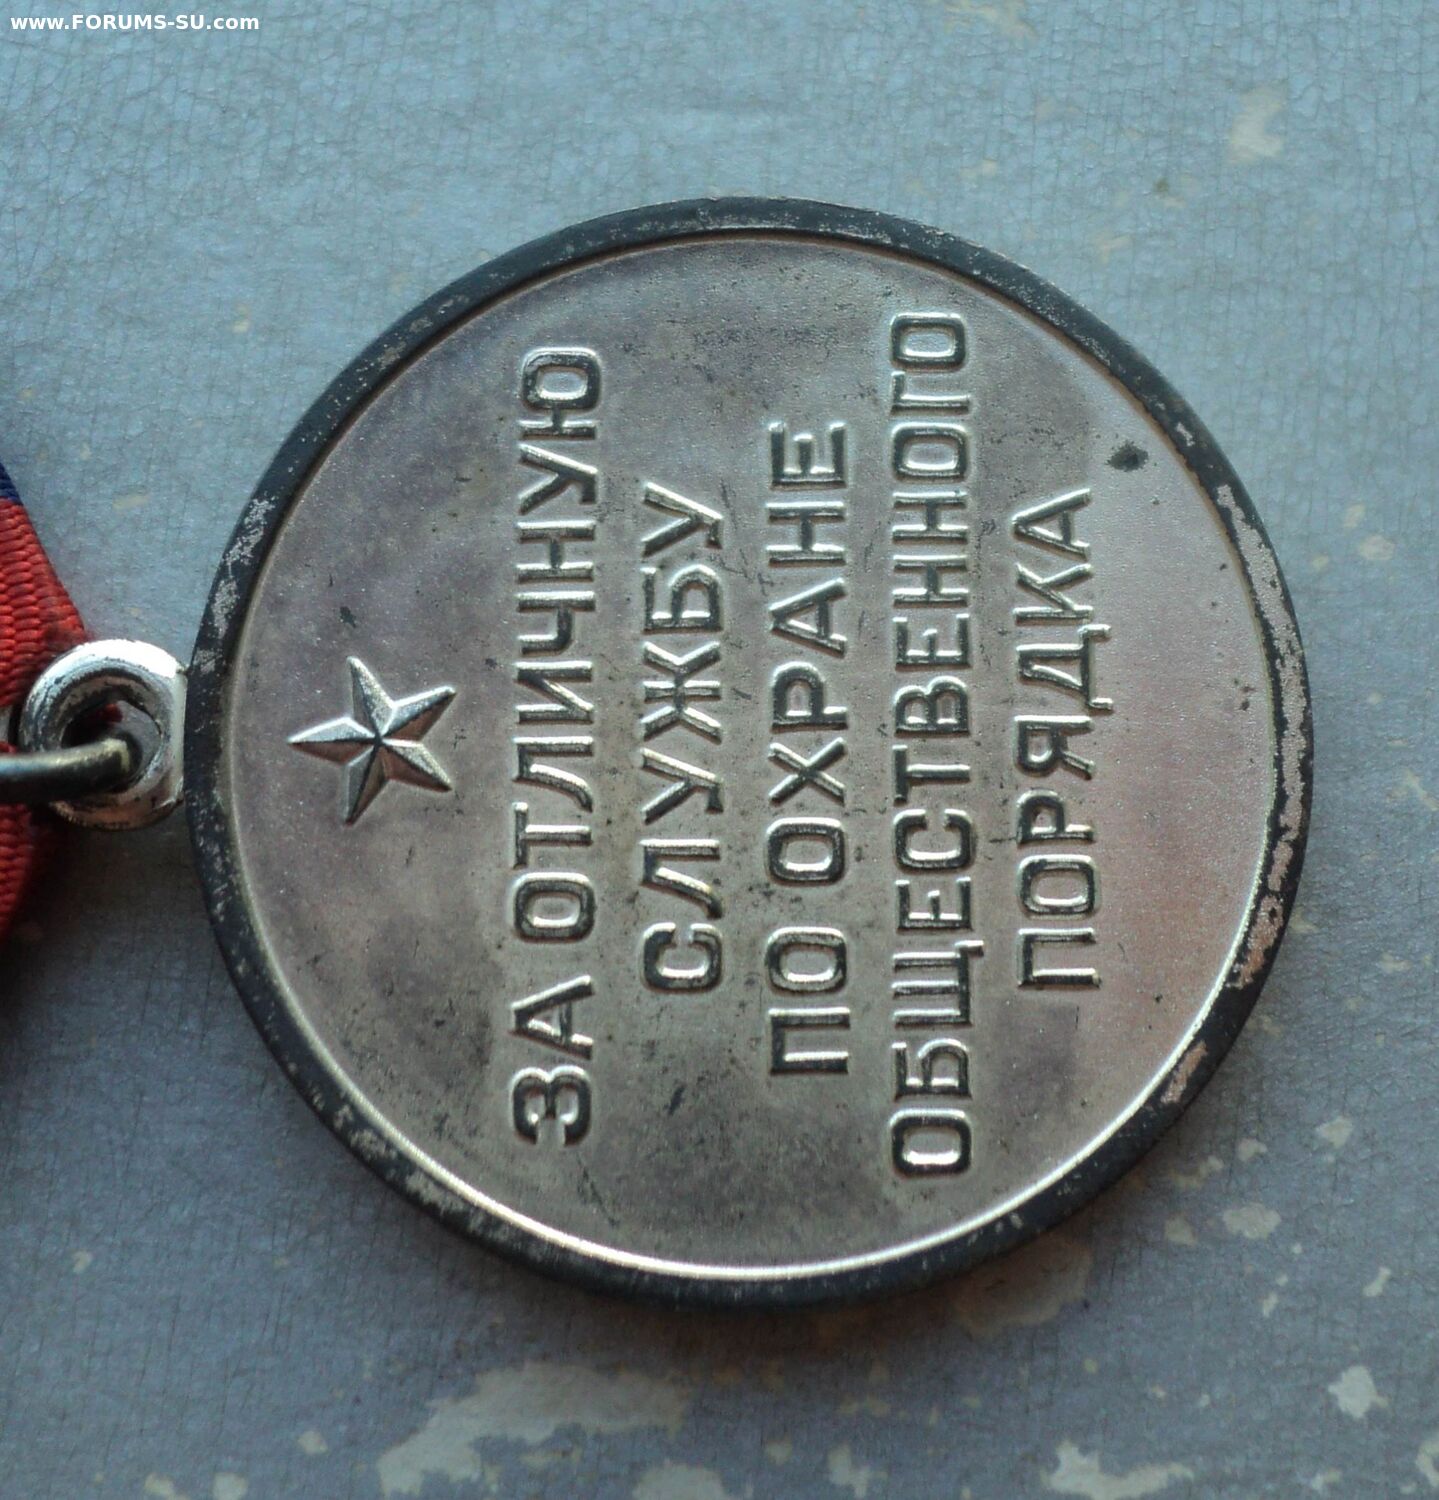 www.FORUMS-SU.com
ЗА ОТЛИЧНУЮ
СЛУЖБУ
ПО ОХРАНЕ
ОБЩЕСТВЕННОГО
ПОРЯДКА